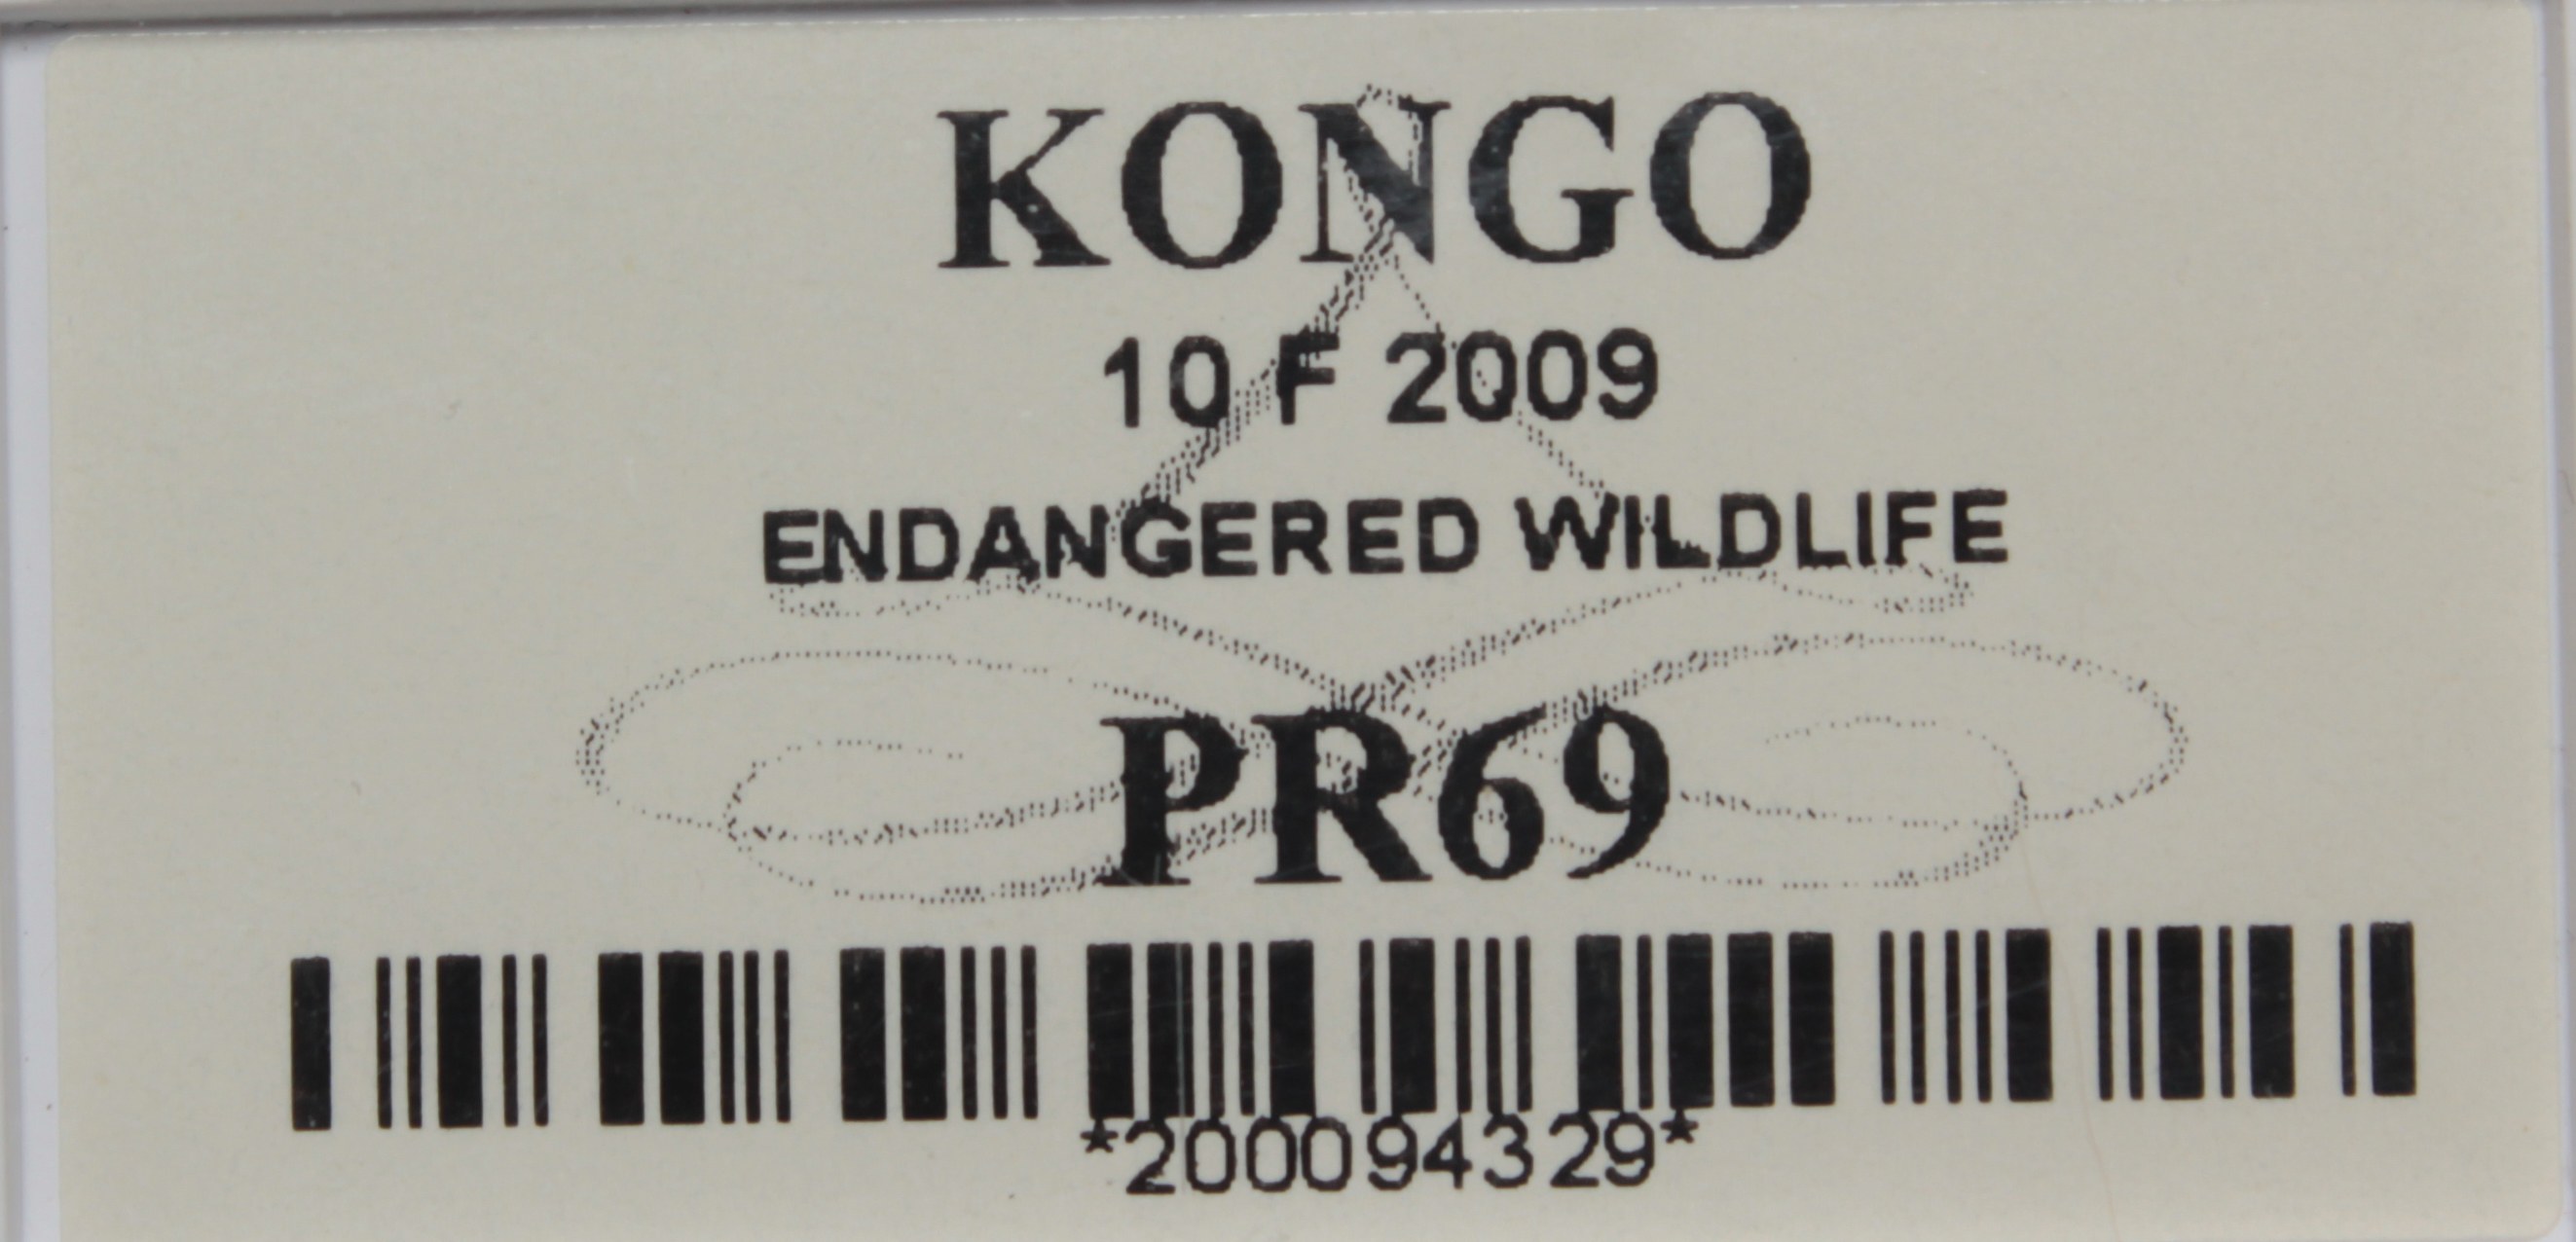 KONGO
10 F 2009
ENDANGERED WILDLIFE
PR69
*200094329*